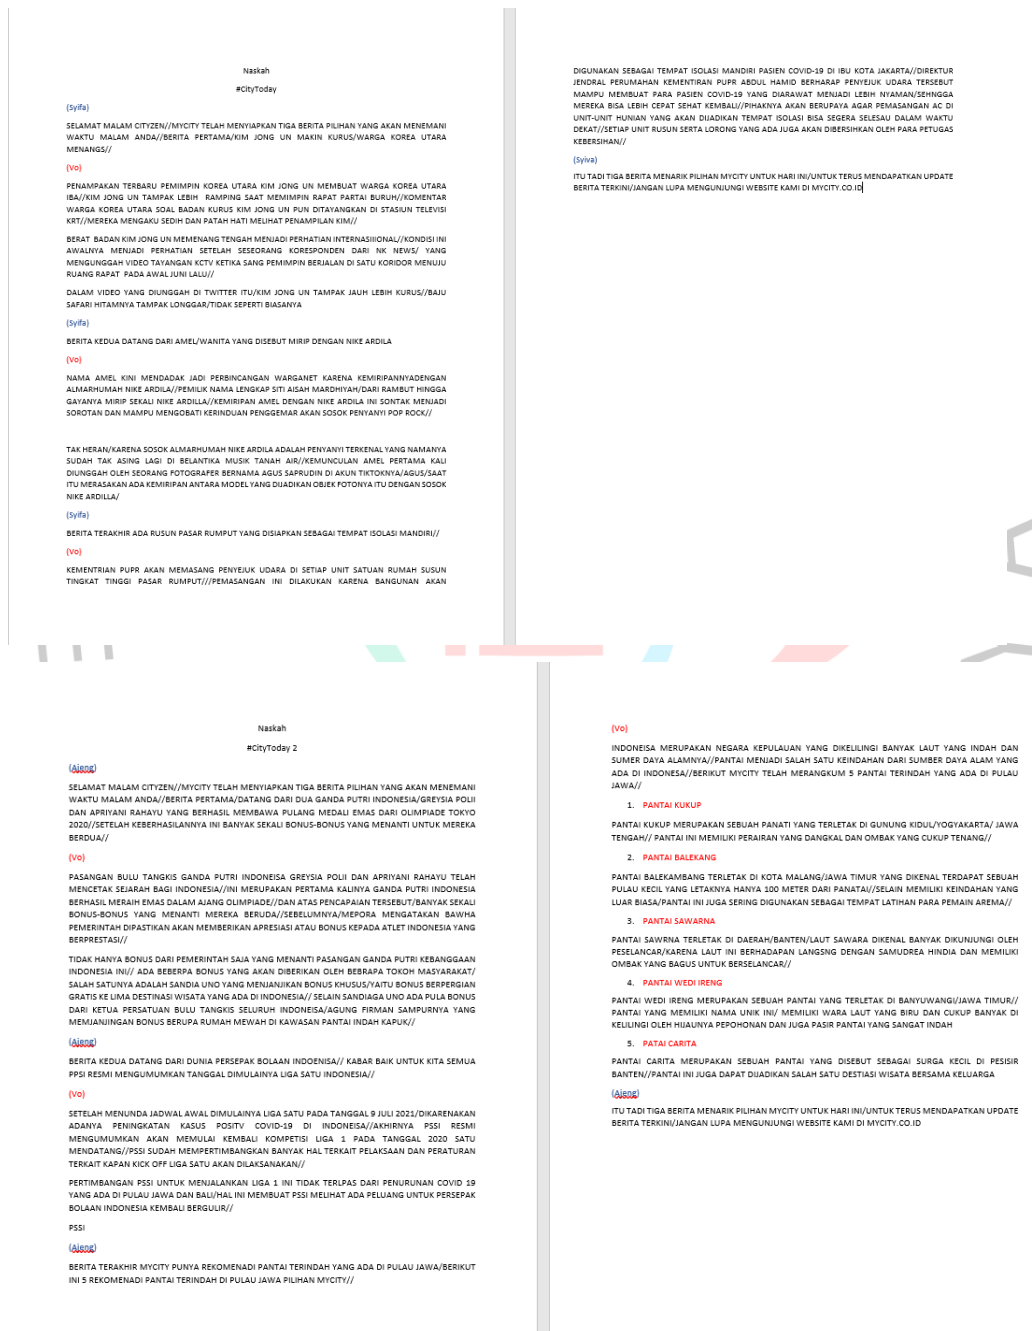 Naskah
#CityToday
(Syifa)
SELAMAT MALAM CITYZEN//MYCITY TELAH MENYIAPKAN TIGA BERITA PILIHAN YANG AKAN MENEMANI
WAKTU MALAM ANDA//BERITA PERTAMA/KIM JONG UN MAKIN KURUS/WARGA KOREA UTARA
MENANGS//
(Vo)
PENAMPAKAN TERBARU PEMIMPIN KOREA UTARA KIM JONG UN MEMBUAT WARGA KOREA UTARA
IBA//KIM JONG UN TAMPAK LEBIH RAMPING SAAT MEMIMPIN RAPAT PARTAI BURUH//KOMENTAR
WARGA KOREA UTARA SOAL BADAN KURUS KIM JONG UN PUN DITAYANGKAN DI STASIUN TELEVISI
KRT//MEREKA MENGAKU SEDIH DAN PATAH HATI MELIHAT PENAMPILAN KIM//
BERAT BADAN KIM JONG UN MEMENANG TENGAH MENJADI PERHATIAN INTERNASIIIONAL//KONDISI INI
AWALNYA MENJADI PERHATIAN SETELAH SESEORANG KORESPONDEN DARI NK NEWS/ YANG
MENGUNGGAH VIDEO TAYANGAN KCTV KETIKA SANG PEMIMPIN BERJALAN DI SATU KORIDOR MENUJU
RUANG RAPAT PADA AWAL JUNI LALU//
DALAM VIDEO YANG DIUNGGAH DI TWITTER ITU/KIM JONG UN TAMPAK JAUH LEBIH KURUS//BAJU
SAFARI HITAMNYA TAMPAK LONGGAR/TIDAK SEPERTI BIASANYA
(Syifa)
BERITA KEDUA DATANG DARI AMEL/WANITA YANG DISEBUT MIRIP DENGAN NIKE ARDILA
(Vo)
NAMA AMEL KINI MENDADAK JADI PERBINCANGAN WARGANET KARENA KEMIRIPANNYADENGAN
ALMARHUMAH NIKE ARDILA//PEMILIK NAMA LENGKAP SITI AISAH MARDHIYAH/DARI RAMBUT HINGGA
GAYANYA MIRIP SEKALI NIKE ARDILLA//KEMIRIPAN AMEL DENGAN NIKE ARDILA INI SONTAK MENJADI
SOROTAN DAN MAMPU MENGOBATI KERINDUAN PENGGEMAR AKAN SOSOK PENYANYI POP ROCK//
TAK HERAN/KARENA SOSOK ALMARHUMAH NIKE ARDILA ADALAH PENYANYI TERKENAL YANG NAMANYA
SUDAH TAK ASING LAGI DI BELANTIKA MUSIK TANAH AIR//KEMUNCULAN AMEL PERTAMA KALI
DIUNGGAH OLEH SEORANG FOTOGRAFER BERNAMA AGUS SAPRUDIN DI AKUN TIKTOKNYA/AGUS/SAAT
ITU MERASAKAN ADA KEMIRIPAN ANTARA MODEL YANG DIJADIKAN OBJEK FOTONYA ITU DENGAN SOSOK
NIKE ARDILLA/
(Syifa)
BERITA TERAKHIR ADA RUSUN PASAR RUMPUT YANG DISIAPKAN SEBAGAI TEMPAT ISOLASI MANDIRI//
(Vo)
KEMENTRIAN PUPR AKAN MEMASANG PENYEJUK UDARA DI SETIAP UNIT SATUAN RUMAH SUSUN
TINGKAT TINGGI PASAR RUMPUT///PEMASANGAN INI DILAKUKAN KARENA BANGUNAN AKAN
DIGUNAKAN SEBAGAI TEMPAT ISOLASI MANDIRI PASIEN COVID-19 DI IBU KOTA JAKARTA//DIREKTUR
JENDRAL PERUMAHAN KEMENTIRAN PUPR ABDUL HAMID BERHARAP PENYEJUK UDARA TERSEBUT
MAMPU MEMBUAT PARA PASIEN COVID-19 YANG DIARAWAT MENJADI LEBIH NYAMAN/SEHNGGA
MEREKA BISA LEBIH CEPAT SEHAT KEMBALI//PIHAKNYA AKAN BERUPAYA AGAR PEMASANGAN AC DI
UNIT-UNIT HUNIAN YANG AKAN DIJADIKAN TEMPAT ISOLASI BISA SEGERA SELESAU DALAM WAKTU
DEKAT//SETIAP UNIT RUSUN SERTA LORONG YANG ADA JUGA AKAN DIBERSIHKAN OLEH PARA PETUGAS
KEBERSIHAN//
(Syiva)
ITU TADI TIGA BERITA MENARIK PILIHAN MYCITY UNTUK HARI INI/UNTUK TERUS MENDAPATKAN UPDATE
BERITA TERKINI/JANGAN LUPA MENGUNJUNGI WEBSITE KAMI DI MYCITY.CO.ID
Naskah
#CityToday 2
(Ajeng)
SELAMAT MALAM CITYZEN//MYCITY TELAH MENYIAPKAN TIGA BERITA PILIHAN YANG AKAN MENEMANI
WAKTU MALAM ANDA//BERITA PERTAMA/DATANG DARI DUA GANDA PUTRI INDONESIA/GREYSIA POLII
DAN APRIYANI RAHAYU YANG BERHASIL MEMBAWA PULANG MEDALI EMAS DARI OLIMPIADE TOKYO
2020//SETELAH KEBERHASILANNYA INI BANYAK SEKALI BONUS-BONUS YANG MENANTI UNTUK MEREKA
BERDUA//
(Vo)
PASANGAN BULU TANGKIS GANDA PUTRI INDONEISA GREYSIA POLII DAN APRIYANI RAHAYU TELAH
MENCETAK SEJARAH BAGI INDONESIA//INI MERUPAKAN PERTAMA KALINYA GANDA PUTRI INDONESIA
BERHASIL MERAIH EMAS DALAM AJANG OLIMPIADE//DAN ATAS PENCAPAIAN TERSEBUT/BANYAK SEKALI
BONUS-BONUS YANG MENANTI MEREKA BERUDA//SEBELUMNYA/MEPORA MENGATAKAN BAWHA
PEMERINTAH DIPASTIKAN AKAN MEMBERIKAN APRESIASI ATAU BONUS KEPADA ATLET INDONESIA YANG
BERPRESTASI//
TIDAK HANYA BONUS DARI PEMERINTAH SAJA YANG MENANTI PASANGAN GANDA PUTRI KEBANGGAAN
INDONESIA INI// ADA BEBERPA BONUS YANG AKAN DIBERIKAN OLEH BEBRAPA TOKOH MASYARAKAT/
SALAH SATUNYA ADALAH SANDIA UNO YANG MENJANJIKAN BONUS KHUSUS/YAITU BONUS BERPERGIAN
GRATIS KE LIMA DESTINASI WISATA YANG ADA DI INDONESIA// SELAIN SANDIAGA UNO ADA PULA BONUS
DARI KETUA PERSATUAN BULU TANGKIS SELURUH INDONEISA/AGUNG FIRMAN SAMPURNYA YANG
MEMJANJINGAN BONUS BERUPA RUMAH MEWAH DI KAWASAN PANTAI INDAH KAPUK//
(Ajeng)
BERITA KEDUA DATANG DARI DUNIA PERSEPAK BOLAAN INDOENISA// KABAR BAIK UNTUK KITA SEMUA
PPSI RESMI MENGUMUMKAN TANGGAL DIMULAINYA LIGA SATU INDONESIA//
(Vo)
SETELAH MENUNDA JADWAL AWAL DIMULAINYA LIGA SATU PADA TANGGAL 9 JULI 2021/DIKARENAKAN
ADANYA PENINGKATAN KASUS POSITV COVID-19 DI INDONEISA//AKHIRNYA PSSI RESMI
MENGUMUMKAN AKAN MEMULAI KEMBALI KOMPETISI LIGA 1 PADA TANGGAL 2020 SATU
MENDATANG//PSSI SUDAH MEMPERTIMBANGKAN BANYAK HAL TERKAIT PELAKSAAN DAN PERATURAN
TERKAIT KAPAN KICK OFF LIGA SATU AKAN DILAKSANAKAN//
PERTIMBANGAN PSSI UNTUK MENJALANKAN LIGA 1 INI TIDAK TERLPAS DARI PENURUNAN COVID 19
YANG ADA DI PULAU JAWA DAN BALI/HAL INI MEMBUAT PSSI MELIHAT ADA PELUANG UNTUK PERSEPAK
BOLAAN INDONESIA KEMBALI BERGULIR//
PSSI
(Ajeng)
BERITA TERAKHIR MYCITY PUNYA REKOMENADI PANTAI TERINDAH YANG ADA DI PULAU JAWA/BERIKUT
INI 5 REKOMENADI PANTAI TERINDAH DI PULAU JAWA PILIHAN MYCITY//
(Vo)
INDONEISA MERUPAKAN NEGARA KEPULAUAN YANG DIKELILINGI BANYAK LAUT YANG INDAH DAN
SUMER DAYA ALAMNYA//PANTAI MENJADI SALAH SATU KEINDAHAN DARI SUMBER DAYA ALAM YANG
ADA DI INDONESA//BERIKUT MYCITY TELAH MERANGKUM 5 PANTAI TERINDAH YANG ADA DI PULAU
JAWA//
1. PANTAI KUKUP
PANTAI KUKUP MERUPAKAN SEBUAH PANATI YANG TERLETAK DI GUNUNG KIDUL/YOGYAKARTA/ JAWA
TENGAH// PANTAI INI MEMILIKI PERAIRAN YANG DANGKAL DAN OMBAK YANG CUKUP TENANG//
2. PANTAI BALEKANG
PANTAI BALEKAMBANG TERLETAK DI KOTA MALANG/JAWA TIMUR YANG DIKENAL TERDAPAT SEBUAH
PULAU KECIL YANG LETAKNYA HANYA 100 METER DARI PANATAI//SELAIN MEMILIKI KEINDAHAN YANG
LUAR BIASA/PANTAI INI JUGA SERING DIGUNAKAN SEBAGAI TEMPAT LATIHAN PARA PEMAIN AREMA//
3. PANTAI SAWARNA
PANTAI SAWRNA TERLETAK DI DAERAH/BANTEN/LAUT SAWARA DIKENAL BANYAK DIKUNJUNGI OLEH
PESELANCAR/KARENA LAUT INI BERHADAPAN LANGSNG DENGAN SAMUDREA HINDIA DAN MEMILIKI
OMBAK YANG BAGUS UNTUK BERSELANCAR//
4. PANTAI WEDI IRENG
PANTAI WEDI IRENG MERUPAKAN SEBUAH PANTAI YANG TERLETAK DI BANYUWANGI/JAWA TIMUR//
PANTAI YANG MEMILIKI NAMA UNIK INI/ MEMILIKI WARA LAUT YANG BIRU DAN CUKUP BANYAK DI
KELILINGI OLEH HIJAUNYA PEPOHONAN DAN JUGA PASIR PANTAI YANG SANGAT INDAH
5. PATAI CARITA
PANTAI CARITA MERUPAKAN SEBUAH PANTAI YANG DISEBUT SEBAGAI SURGA KECIL DI PESISIR
BANTEN//PANTAI INI JUGA DAPAT DIJADIKAN SALAH SATU DESTIASI WISATA BERSAMA KELUARGA
(Ajeng)
ITU TADI TIGA BERITA MENARIK PILIHAN MYCITY UNTUK HARI INI/UNTUK TERUS MENDAPATKAN UPDATE
BERITA TERKINI/JANGAN LUPA MENGUNJUNGI WEBSITE KAMI DI MYCITY.CO.ID